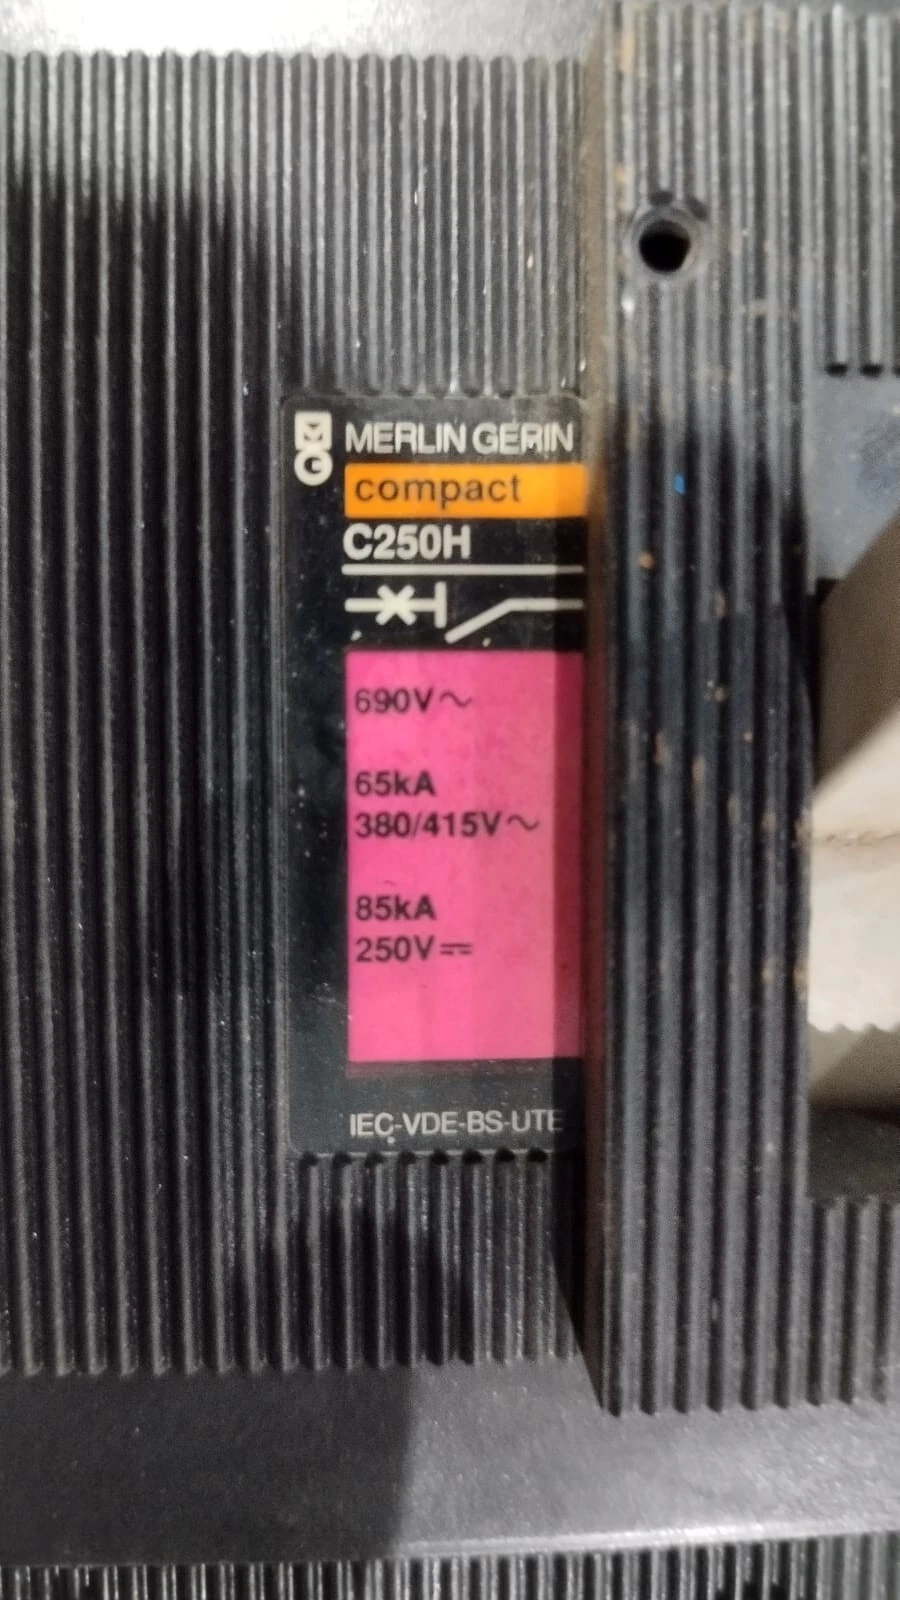 MERLIN GERIN
compact
C250H
690V~
65kA
380/415V~
85kA
250V⎓
IEC-VDE-BS-UTE